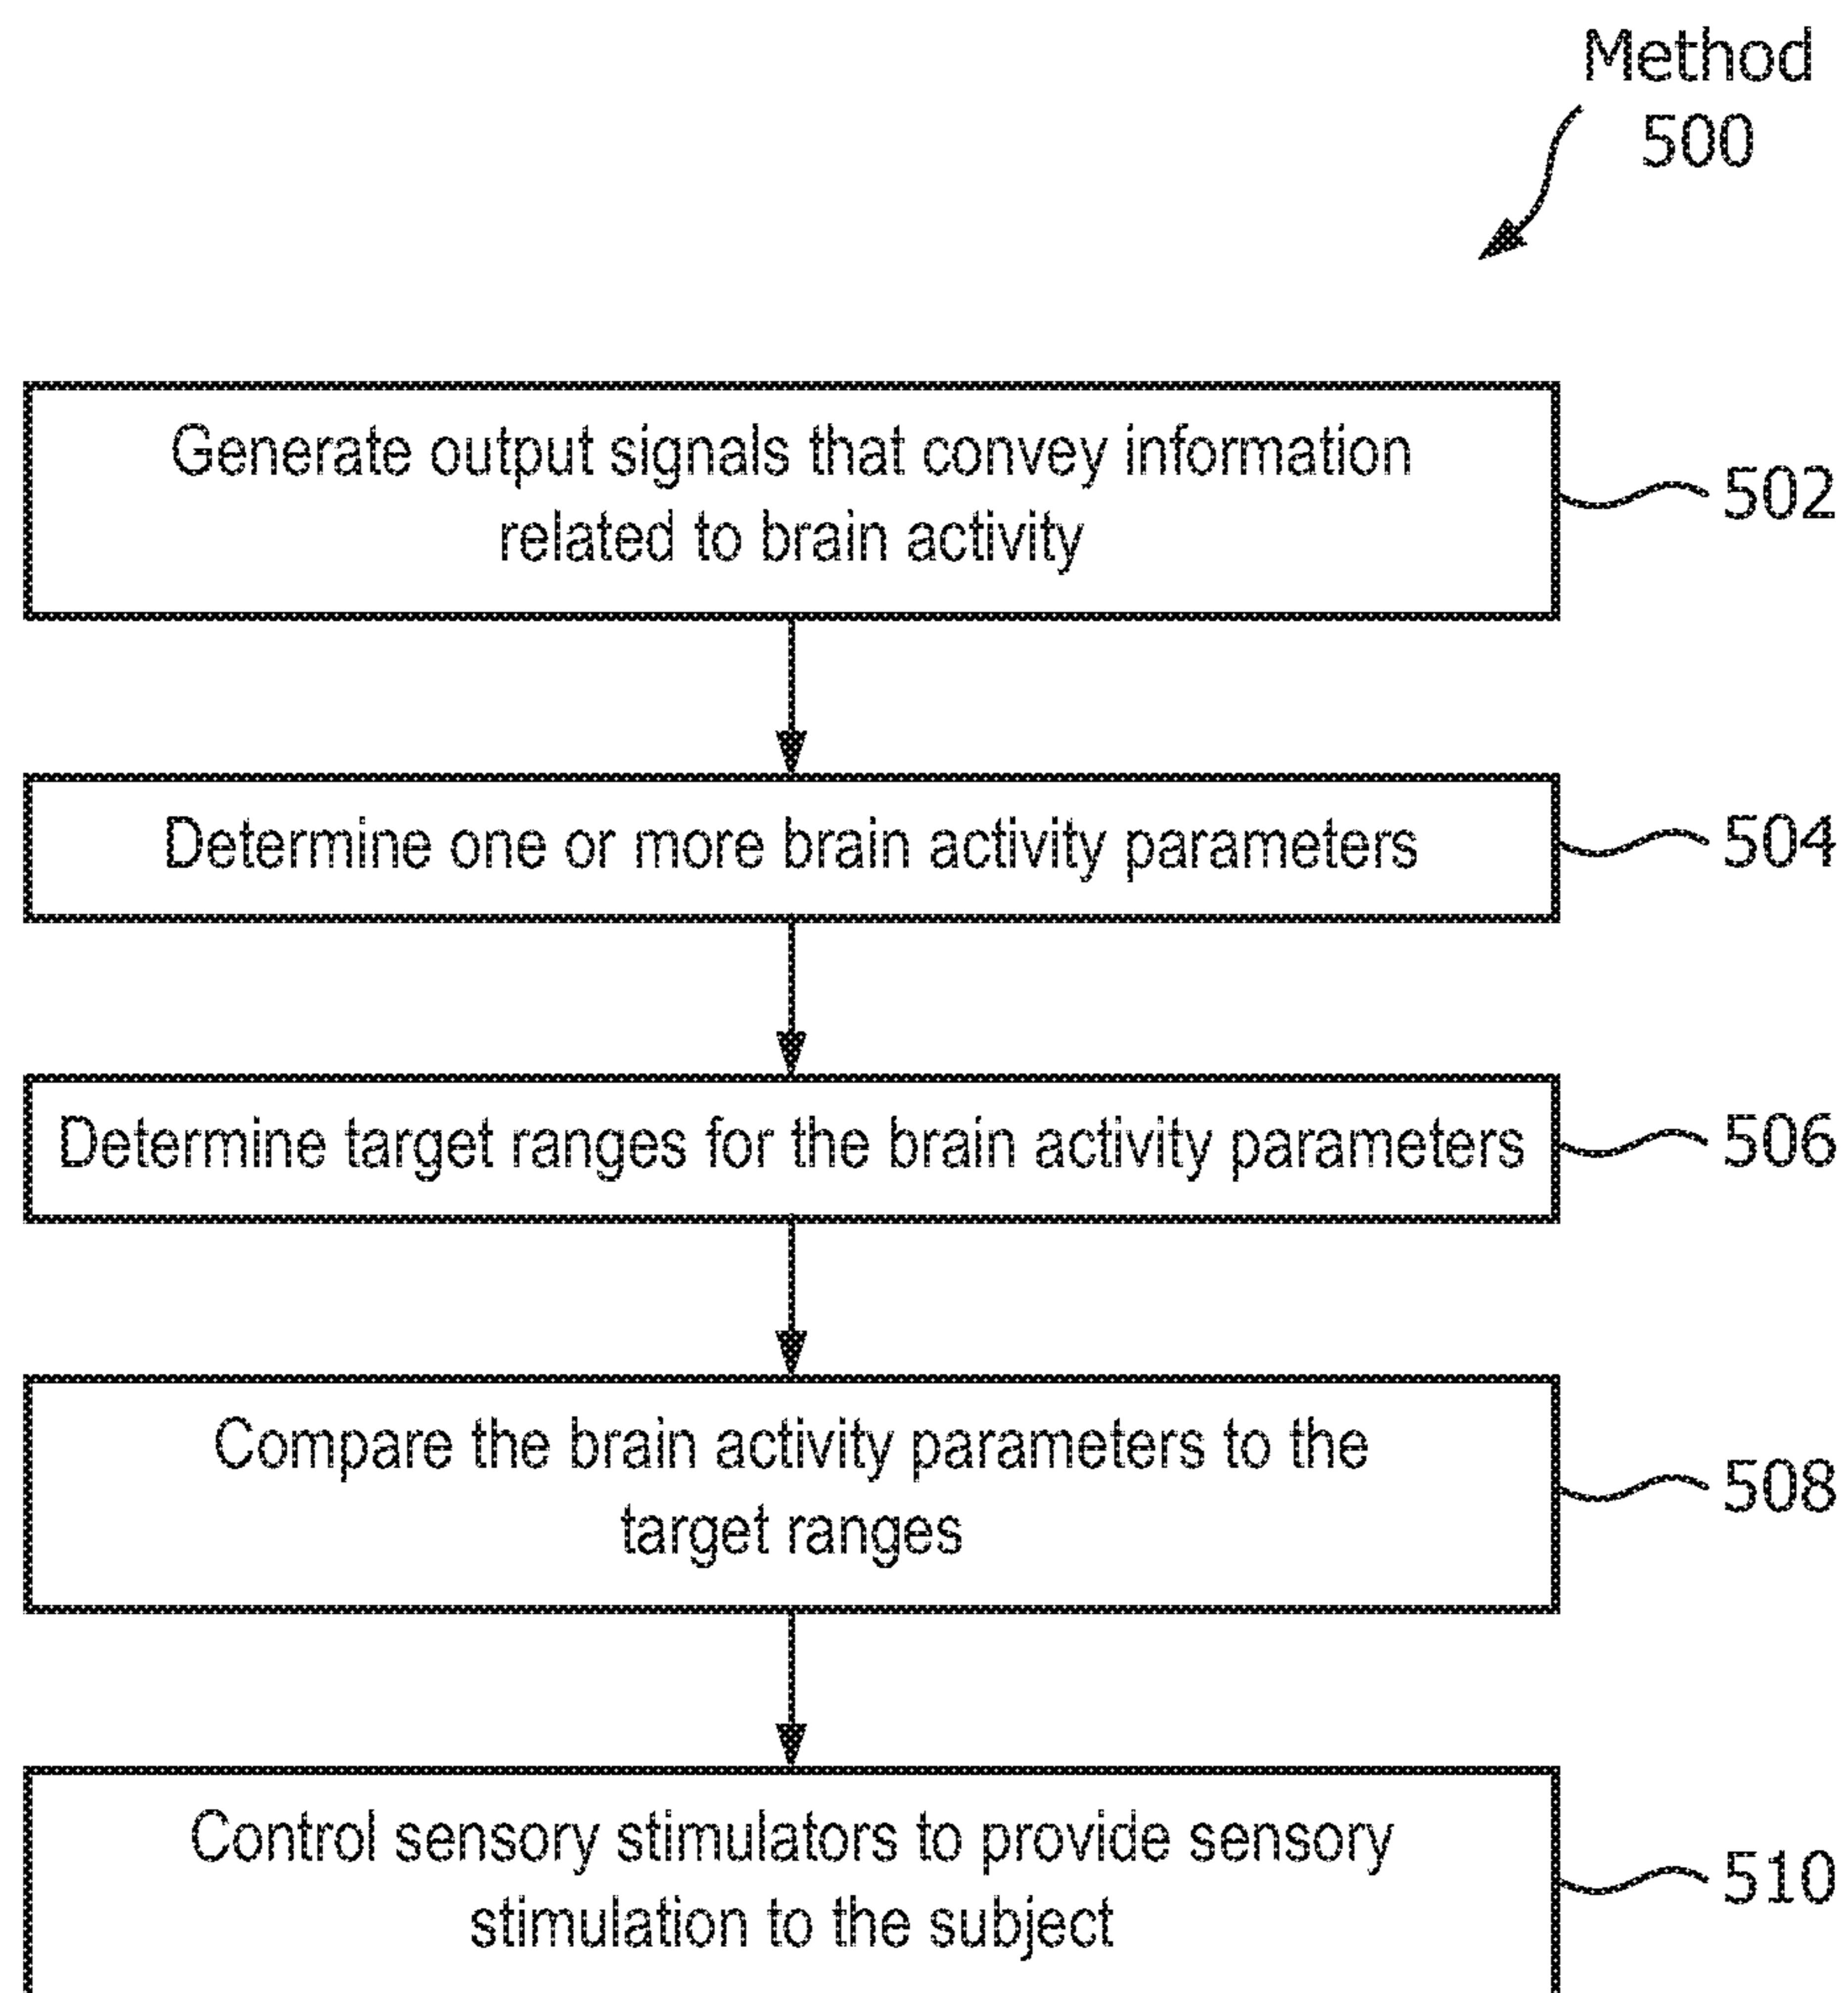 Method
500
Generate output signals that convey information
related to brain activity
502
Determine one or more brain activity parameters
504
Determine target ranges for the brain activity parameters
506
Compare the brain activity parameters to the
target ranges
508
Control sensory stimulators to provide sensory
stimulation to the subject
510